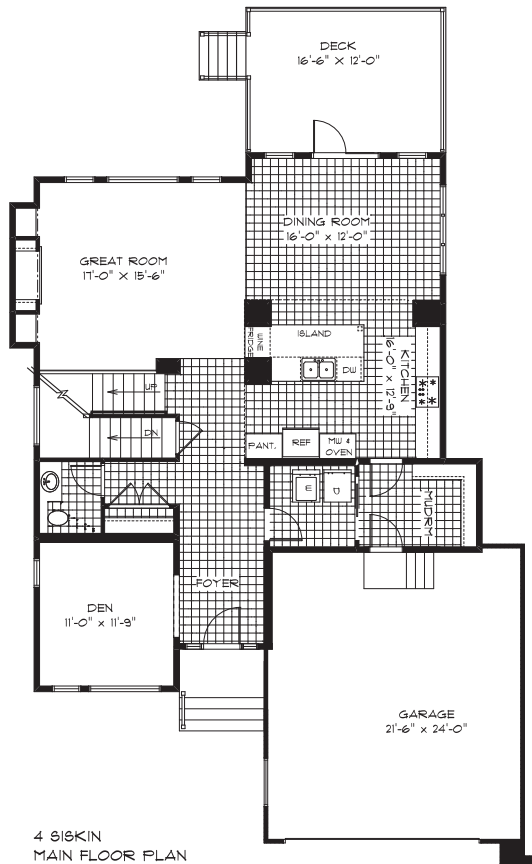 DECK
16'-6" X 12'-0"
DINING ROOM
16'-0" x 12'-0"
GREAT ROOM
17'-0" X 15'-6"
ISLAND
WINE
FRIDGE
DW
KITCHEN
16'-0" x 12'-9"
UP
DN
PANT.
REF
MW &
OVEN
W
D
MUDRM
FOYER
DEN
11'-0" x 11'-9"
GARAGE
21'-6" x 24'-0"
4 SISKIN
MAIN FLOOR PLAN